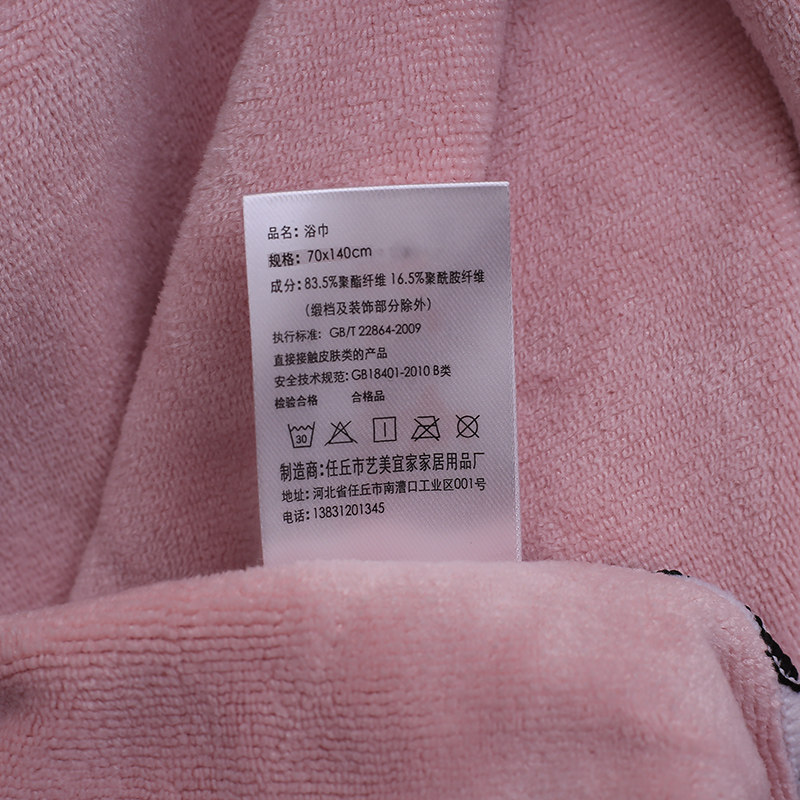 品名：浴巾
规格：70x140cm
成分：83.5%聚酯纤维 16.5%聚酰胺纤维
（缎档及装饰部分除外）
执行标准：GB/T 22864-2009
直接接触皮肤类的产品
安全技术规范：GB18401-2010 B类
检验合格 合格品
30
制造商：任丘市艺美宜家家居用品厂
地址：河北省任丘市南漕口工业区001号
电话：13831201345